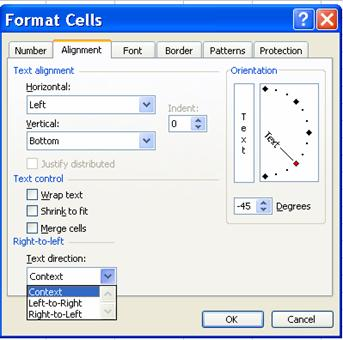 Format Cells
Number Alignment Font Border Patterns Protection
Text alignment
Horizontal:
Left
Indent:
Vertical:
Bottom
0
Justify distributed
Text control
Wrap text
Shrink to fit
Merge cells
Right-to-left
Text direction:
Context
Context
Left-to-Right
Right-to-Left
Orientation
Text
Text
-45 Degrees
OK Cancel